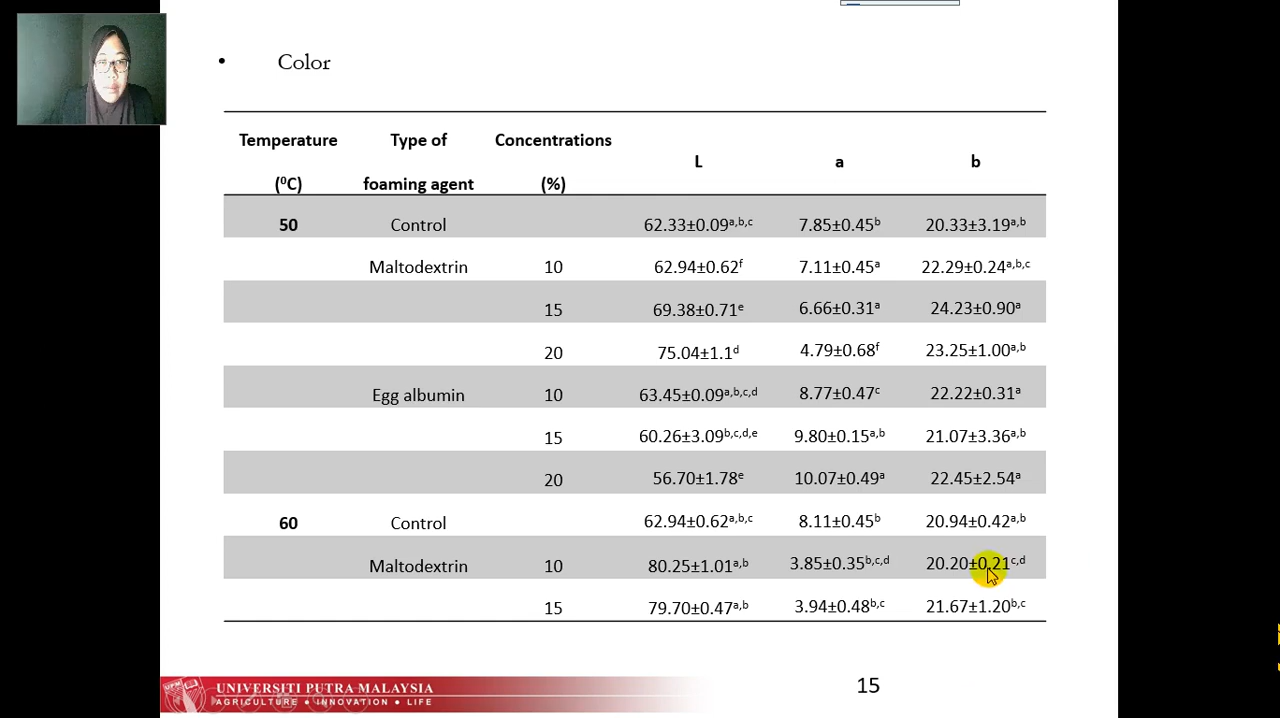 • Color
Temperature Type of Concentrations L a b
(⁰C) foaming agent (%)
50 Control 62.33±0.09a,b,c 7.85±0.45b 20.33±3.19a,b
Maltodextrin 10 62.94±0.62f 7.11±0.45a 22.29±0.24a,b,c
15 69.38±0.71e 6.66±0.31a 24.23±0.90a
20 75.04±1.1d 4.79±0.68f 23.25±1.00a,b
Egg albumin 10 63.45±0.09a,b,c,d 8.77±0.47c 22.22±0.31a
15 60.26±3.09b,c,d,e 9.80±0.15a,b 21.07±3.36a,b
20 56.70±1.78e 10.07±0.49a 22.45±2.54a
60 Control 62.94±0.62a,b,c 8.11±0.45b 20.94±0.42a,b
Maltodextrin 10 80.25±1.01a,b 3.85±0.35b,c,d 20.20±0.21c,d
15 79.70±0.47a,b 3.94±0.48b,c 21.67±1.20b,c
UPM
UNIVERSITI PUTRA MALAYSIA
AGRICULTURE • INNOVATION • LIFE
15